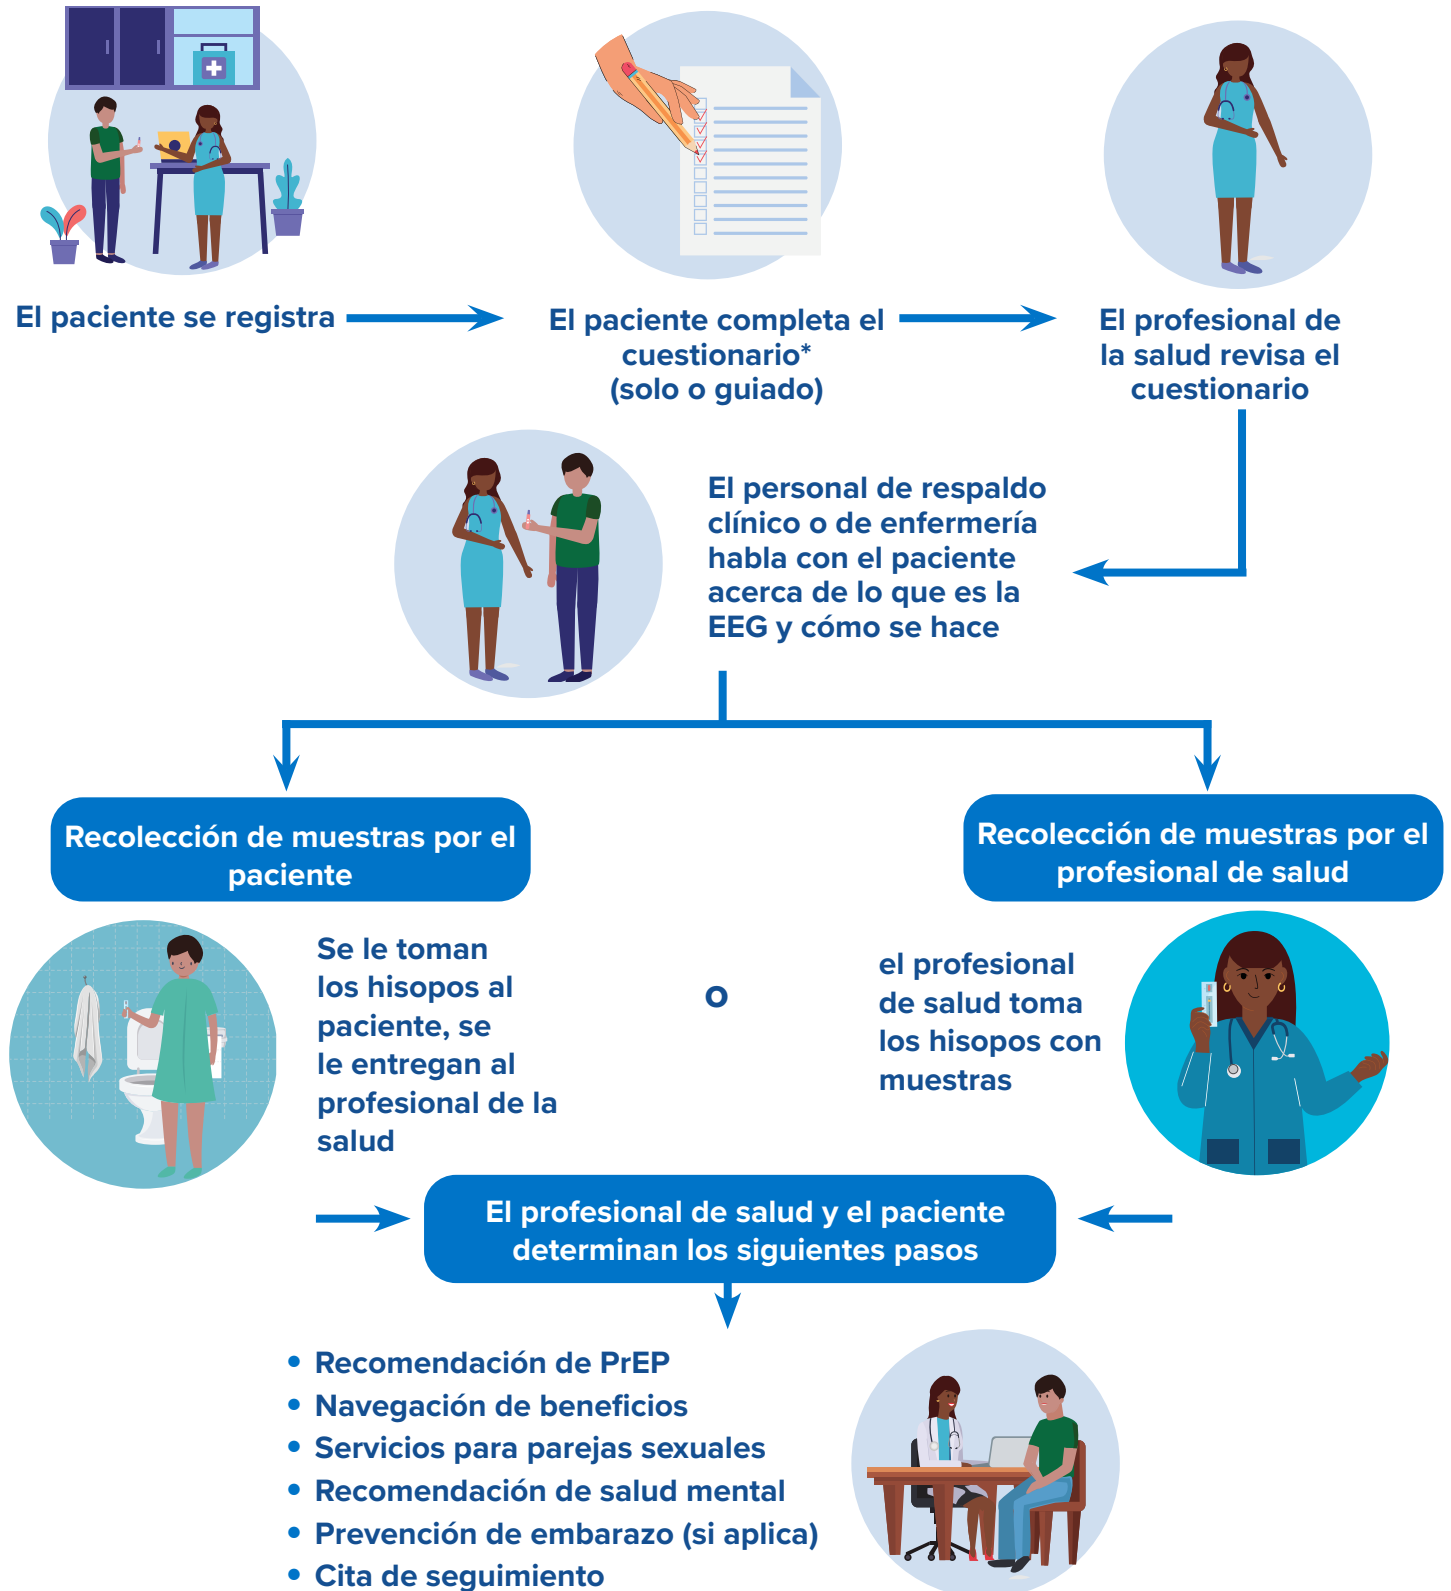 El paciente se registra
El paciente completa el
cuestionario*
(solo o guiado)
El profesional de
la salud revisa el
cuestionario
El personal de respaldo
clínico o de enfermería
habla con el paciente
acerca de lo que es la
EEG y cómo se hace
Recolección de muestras por el
paciente
Recolección de muestras por el
profesional de salud
Se le toman
los hisopos al
paciente, se
le entregan al
profesional de la
salud
o
el profesional
de salud toma
los hisopos con
muestras
El profesional de salud y el paciente
determinan los siguientes pasos
• Recomendación de PrEP
• Navegación de beneficios
• Servicios para parejas sexuales
• Recomendación de salud mental
• Prevención de embarazo (si aplica)
• Cita de seguimiento